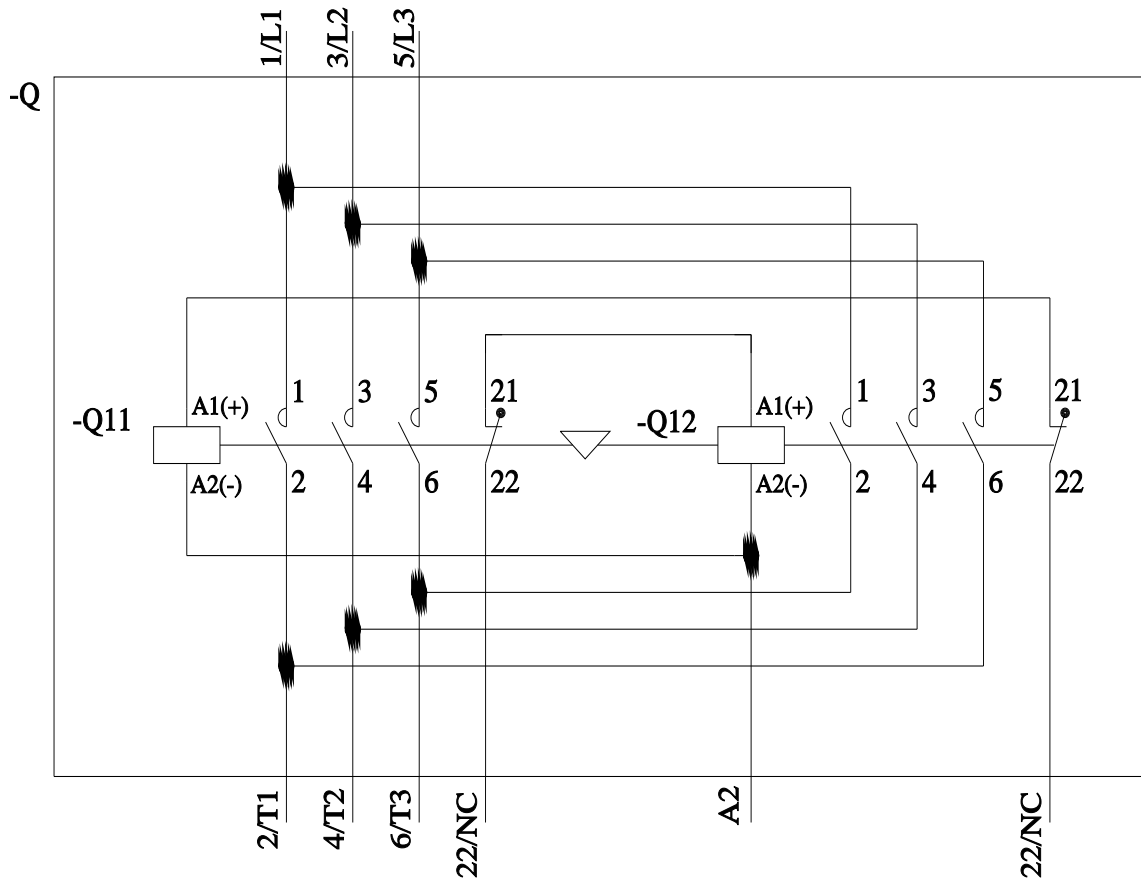 1/L1
3/L2
5/L3
-Q
1 3 5 21 1 3 5 21
A1(+) A1(+)
-Q11 -Q12
A2(-) 2 4 6 22 A2(-) 2 4 6 22
2/T1
4/T2
6/T3
22/NC
A2
22/NC